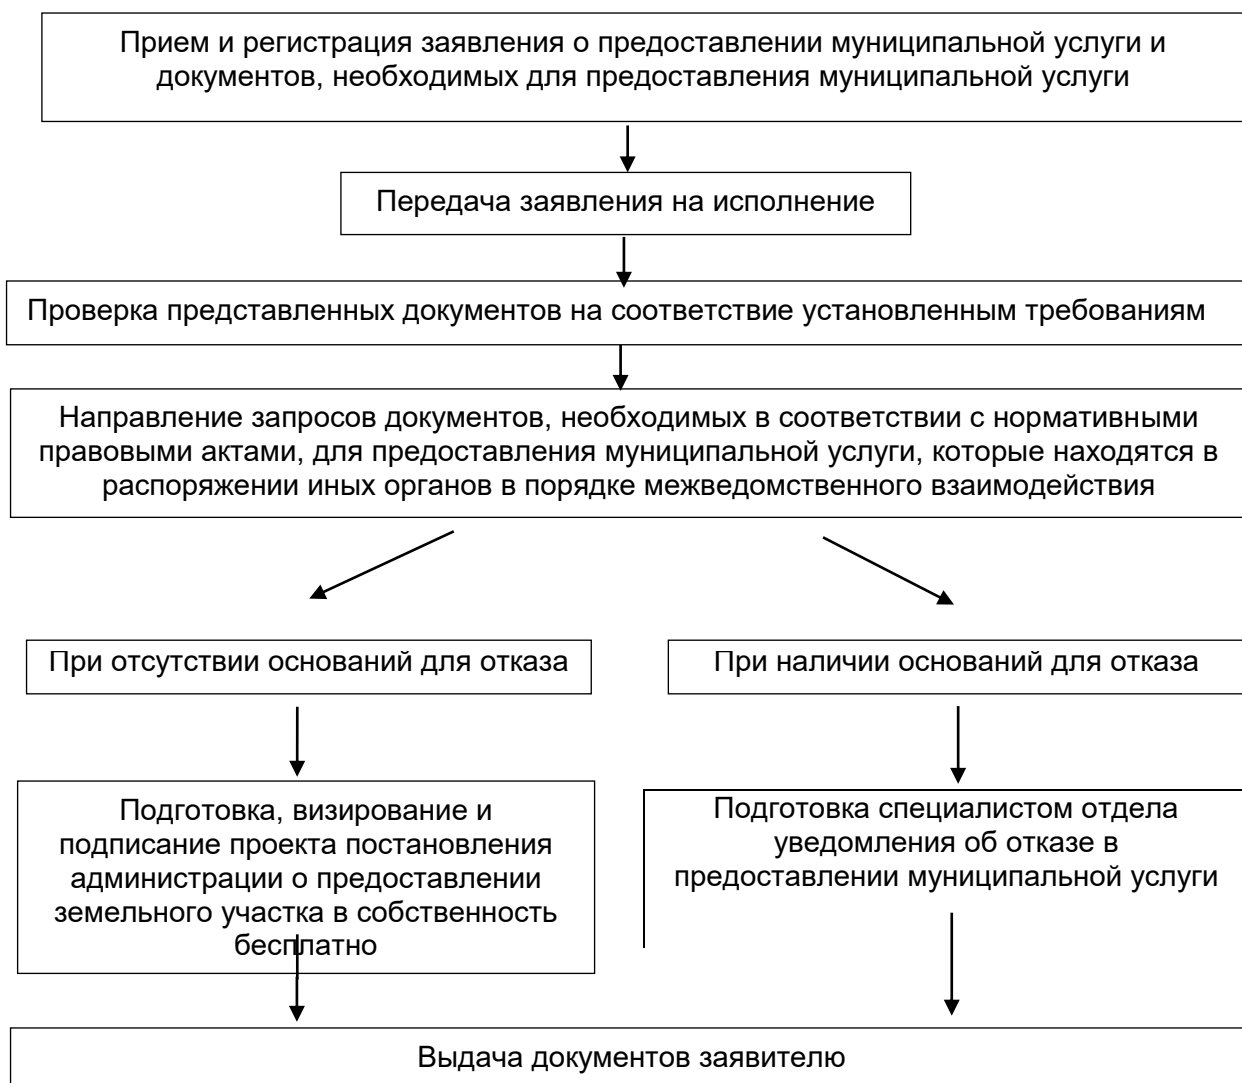 Прием и регистрация заявления о предоставлении муниципальной услуги и
документов, необходимых для предоставления муниципальной услуги
Передача заявления на исполнение
Проверка представленных документов на соответствие установленным требованиям
Направление запросов документов, необходимых в соответствии с нормативными
правовыми актами, для предоставления муниципальной услуги, которые находятся в
распоряжении иных органов в порядке межведомственного взаимодействия
При отсутствии оснований для отказа
При наличии оснований для отказа
Подготовка, визирование и
подписание проекта постановления
администрации о предоставлении
земельного участка в собственность
бесплатно
Подготовка специалистом отдела
уведомления об отказе в
предоставлении муниципальной услуги
Выдача документов заявителю